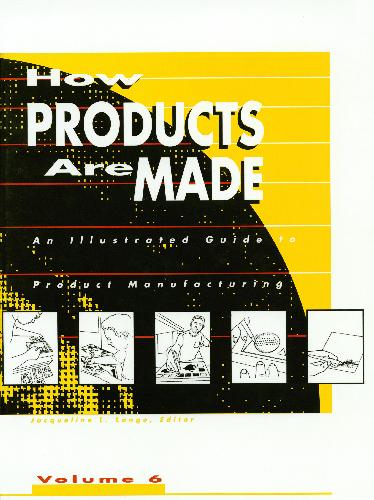 How
PRODUCTS
Are MADE
An Illustrated Guide to
Product Manufacturing
Jacqueline L. Longe, Editor
Volume 6